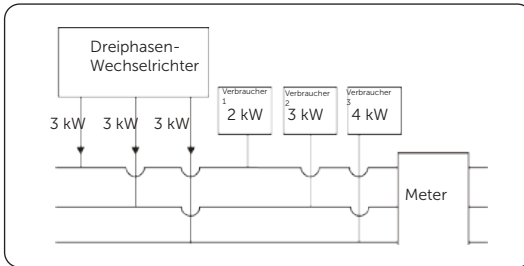 Dreiphasen-
Wechselrichter
3 kW 3 kW 3 kW
Verbraucher
1
2 kW
Verbraucher
2
3 kW
Verbraucher
3
4 kW
Meter